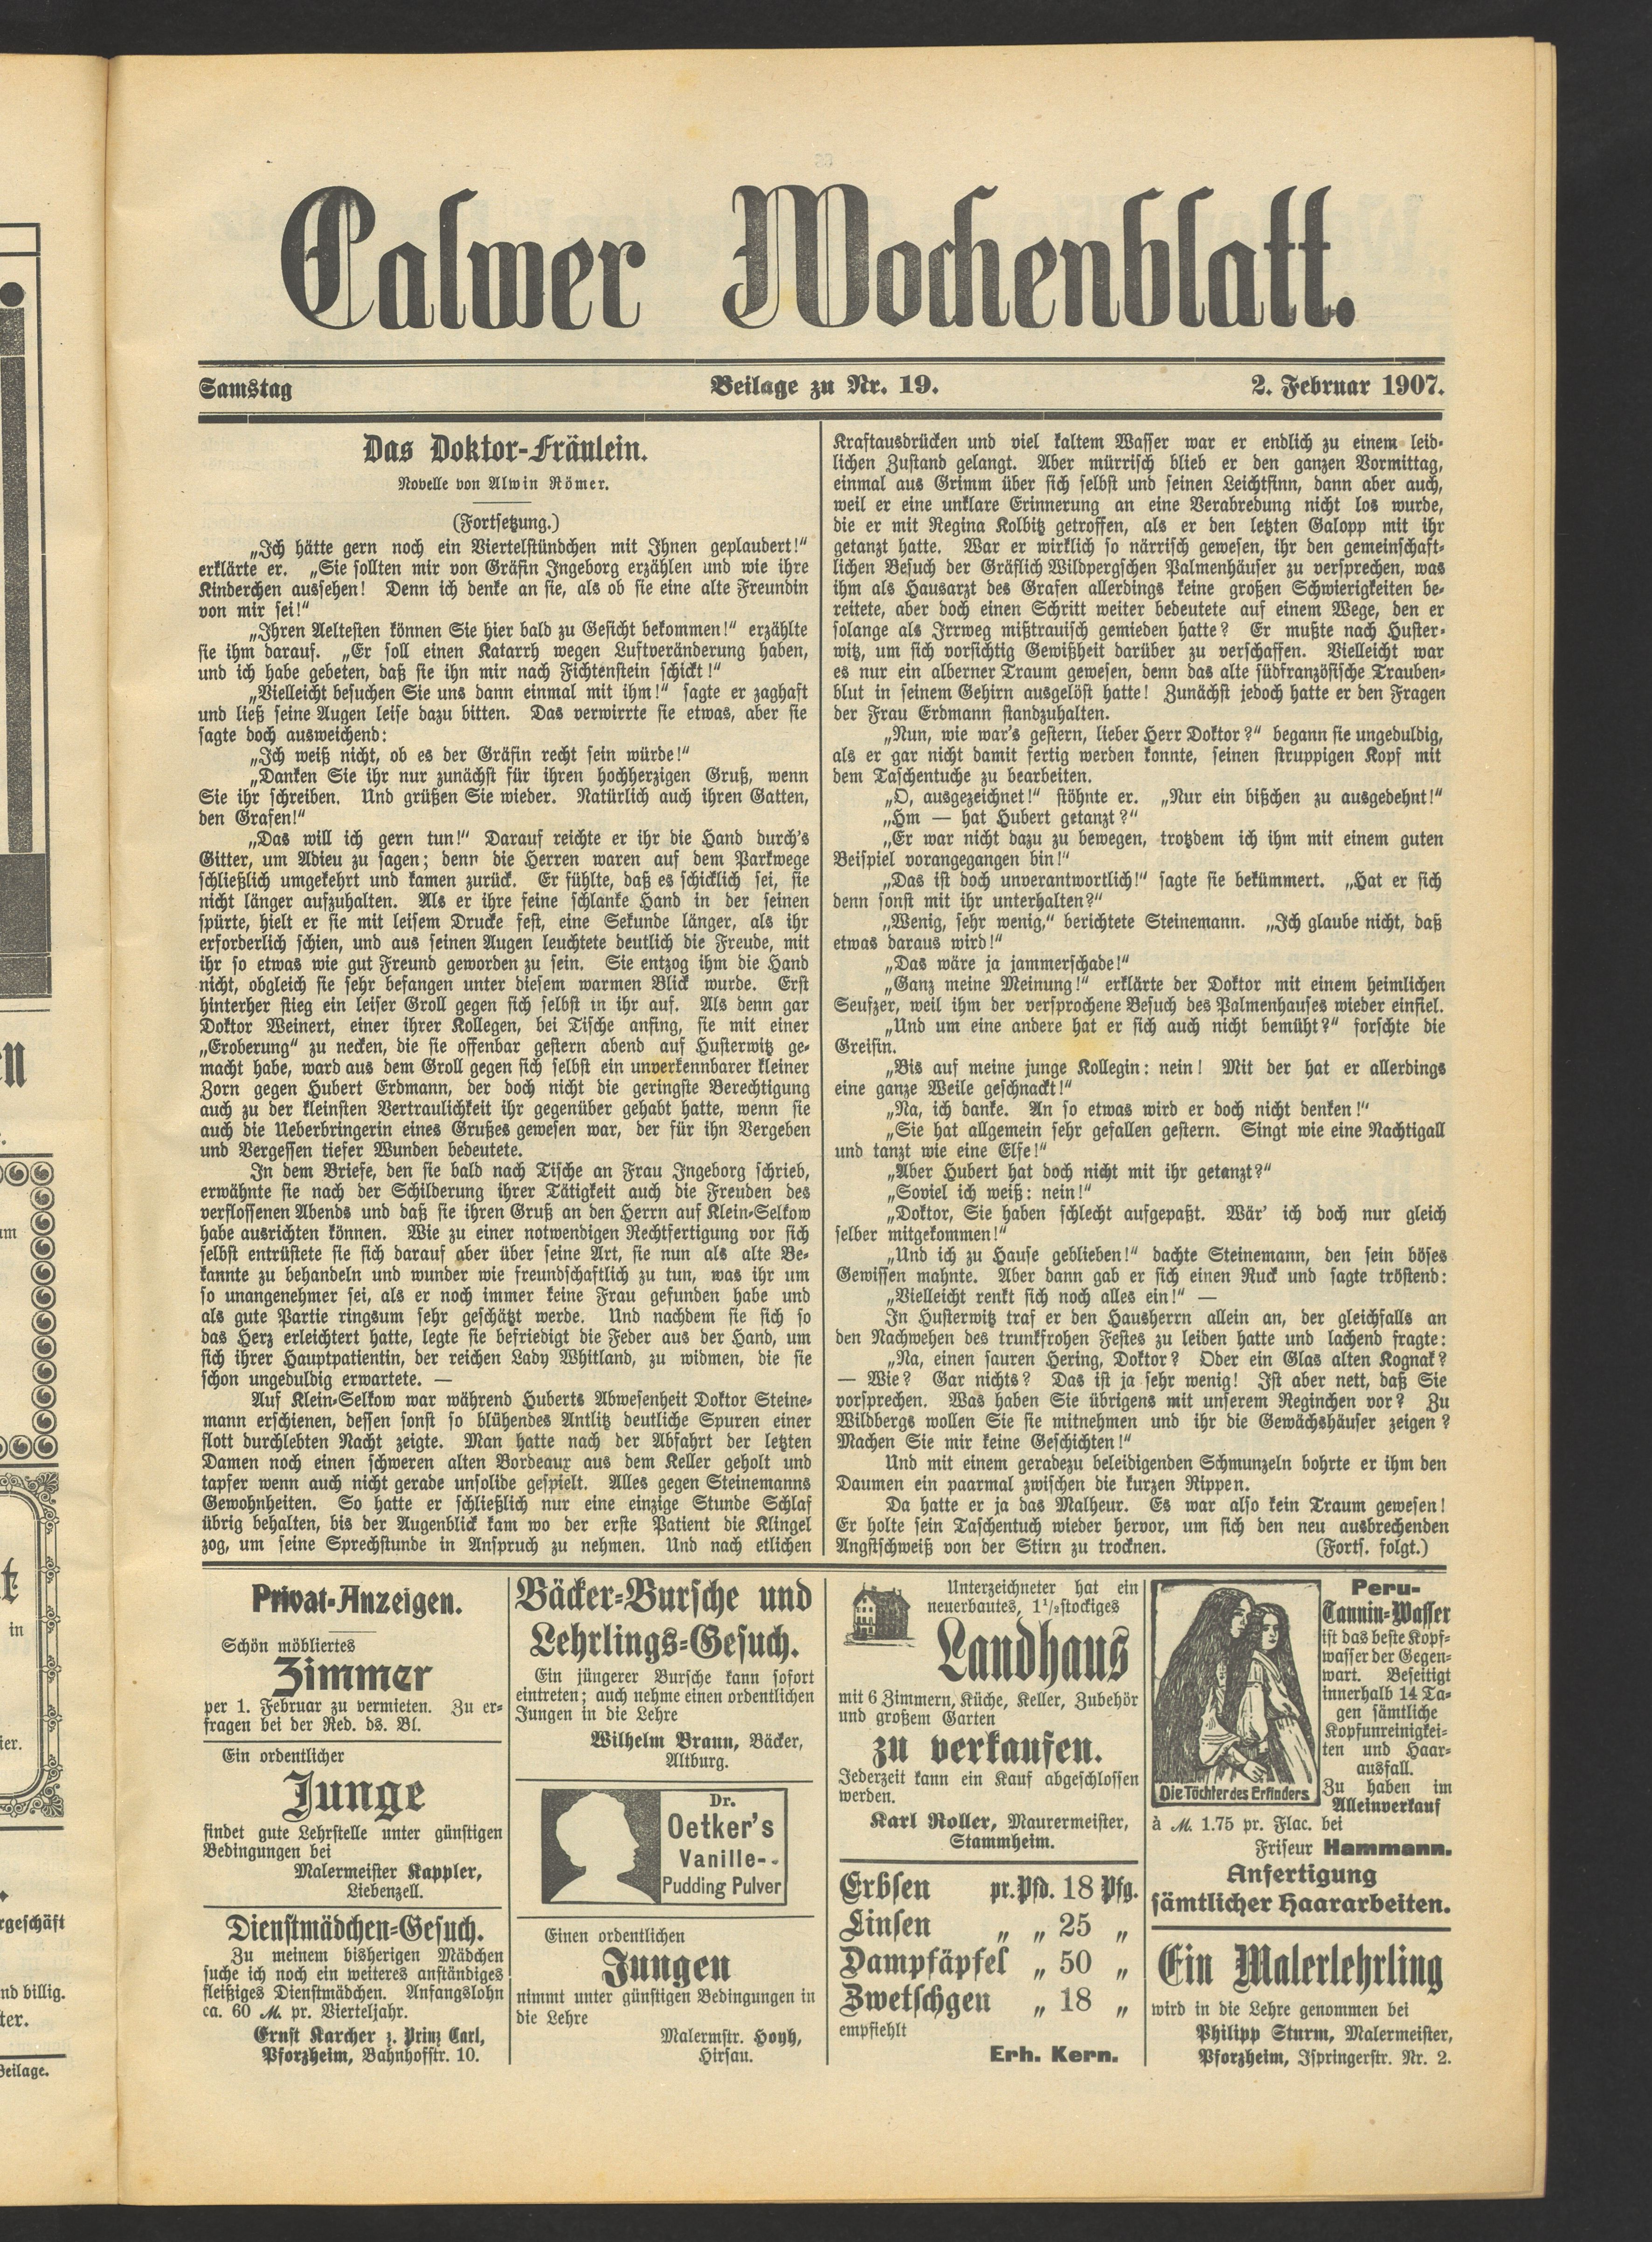 Calwer Wochenblatt.
Samstag Beilage zu Nr. 19. 2. Februar 1907.
Das Doktor-Fräulein.
Novelle von Alwin Römer.
(Fortsetzung.)
„Ich hätte gern noch ein Viertelstündchen mit Ihnen geplaudert!“
erklärte er. „Sie sollten mir von Gräfin Ingeborg erzählen und wie ihre
Kinderchen aussehen! Denn ich denke an sie, als ob sie eine alte Freundin
von mir sei!“
„Ihren Aeltesten können Sie hier bald zu Gesicht bekommen!“ erzählte
sie ihm darauf. „Er soll einen Katarrh wegen Luftveränderung haben,
und ich habe gebeten, daß sie ihn mir nach Fichtenstein schickt!“
„Vielleicht besuchen Sie uns dann einmal mit ihm!“ sagte er zaghaft
und ließ seine Augen leise dazu bitten. Das verwirrte sie etwas, aber sie
sagte doch ausweichend:
„Ich weiß nicht, ob es der Gräfin recht sein würde!“
„Danken Sie ihr nur zunächst für ihren hochherzigen Gruß, wenn
Sie ihr schreiben. Und grüßen Sie wieder. Natürlich auch ihren Gatten,
den Grafen!“
„Das will ich gern tun!“ Darauf reichte er ihr die Hand durch's
Gitter, um Adieu zu sagen; denn die Herren waren auf dem Parkwege
schließlich umgekehrt und kamen zurück. Er fühlte, daß es schicklich sei, sie
nicht länger aufzuhalten. Als er ihre feine schlanke Hand in der seinen
spürte, hielt er sie mit leisem Drucke fest, eine Sekunde länger, als ihr
erforderlich schien, und aus seinen Augen leuchtete deutlich die Freude, mit
ihr so etwas wie gut Freund geworden zu sein. Sie entzog ihm die Hand
nicht, obgleich sie sehr befangen unter diesem warmen Blick wurde. Erst
hinterher stieg ein leiser Groll gegen sich selbst in ihr auf. Als denn gar
Doktor Weinert, einer ihrer Kollegen, bei Tische anfing, sie mit einer
„Eroberung“ zu necken, die sie offenbar gestern abend auf Husterwitz ge-
macht habe, ward aus dem Groll gegen sich selbst ein unverkennbarer kleiner
Zorn gegen Hubert Erdmann, der doch nicht die geringste Berechtigung
auch zu der kleinsten Vertraulichkeit ihr gegenüber gehabt hatte, wenn sie
auch die Ueberbringerin eines Grußes gewesen war, der für ihn Vergeben
und Vergessen tiefer Wunden bedeutete.
In dem Briefe, den sie bald nach Tische an Frau Ingeborg schrieb,
erwähnte sie nach der Schilderung ihrer Tätigkeit auch die Freuden des
verflossenen Abends und daß sie ihren Gruß an den Herrn auf Klein-Selkow
habe ausrichten können. Wie zu einer notwendigen Rechtfertigung vor sich
selbst entrüstete sie sich darauf aber über seine Art, sie nun als alte Be-
kannte zu behandeln und wunder wie freundschaftlich zu tun, was ihr um
so unangenehmer sei, als er noch immer keine Frau gefunden habe und
als gute Partie ringsum sehr geschätzt werde. Und nachdem sie sich so
das Herz erleichtert hatte, legte sie befriedigt die Feder aus der Hand, um
sich ihrer Hauptpatientin, der reichen Lady Whitland, zu widmen, die sie
schon ungeduldig erwartete. —
Auf Klein-Selkow war während Huberts Abwesenheit Doktor Steine-
mann erschienen, dessen sonst so blühendes Antlitz deutliche Spuren einer
flott durchlebten Nacht zeigte. Man hatte nach der Abfahrt der letzten
Damen noch einen schweren alten Bordeaux aus dem Keller geholt und
tapfer wenn auch nicht gerade unsolide gespielt. Alles gegen Steinemanns
Gewohnheiten. So hatte er schließlich nur eine einzige Stunde Schlaf
übrig behalten, bis der Augenblick kam wo der erste Patient die Klingel
zog, um seine Sprechstunde in Anspruch zu nehmen. Und nach etlichen
Kraftausdrücken und viel kaltem Wasser war er endlich zu einem leid-
lichen Zustand gelangt. Aber mürrisch blieb er den ganzen Vormittag,
einmal aus Grimm über sich selbst und seinen Leichtsinn, dann aber auch,
weil er eine unklare Erinnerung an eine Verabredung nicht los wurde,
die er mit Regina Kolbitz getroffen, als er den letzten Galopp mit ihr
getanzt hatte. War er wirklich so närrisch gewesen, ihr den gemeinschaft-
lichen Besuch der Gräflich Wildpergschen Palmenhäuser zu versprechen, was
ihm als Hausarzt des Grafen allerdings keine großen Schwierigkeiten be-
reitete, aber doch einen Schritt weiter bedeutete auf einem Wege, den er
solange als Irrweg mißtrauisch gemieden hatte? Er mußte nach Huster-
witz, um sich vorsichtig Gewißheit darüber zu verschaffen. Vielleicht war
es nur ein alberner Traum gewesen, denn das alte südfranzösische Trauben-
blut in seinem Gehirn ausgelöst hatte! Zunächst jedoch hatte er den Fragen
der Frau Erdmann standzuhalten.
„Nun, wie war's gestern, lieber Herr Doktor?“ begann sie ungeduldig,
als er gar nicht damit fertig werden konnte, seinen struppigen Kopf mit
dem Taschentuche zu bearbeiten.
„O, ausgezeichnet!“ stöhnte er. „Nur ein bißchen zu ausgedehnt!“
„Hm — hat Hubert getanzt?“
„Er war nicht dazu zu bewegen, trotzdem ich ihm mit einem guten
Beispiel vorangegangen bin!“
„Das ist doch unverantwortlich!“ sagte sie bekümmert. „Hat er sich
denn sonst mit ihr unterhalten?“
„Wenig, sehr wenig,“ berichtete Steinemann. „Ich glaube nicht, daß
etwas daraus wird!“
„Das wäre ja jammerschade!“
„Ganz meine Meinung!“ erklärte der Doktor mit einem heimlichen
Seufzer, weil ihm der versprochene Besuch des Palmenhauses wieder einfiel.
„Und um eine andere hat er sich auch nicht bemüht?“ forschte die
Greisin.
„Bis auf meine junge Kollegin: nein! Mit der hat er allerdings
eine ganze Weile geschnackt!“
„Na, ich danke. An so etwas wird er doch nicht denken!“
„Sie hat allgemein sehr gefallen gestern. Singt wie eine Nachtigall
und tanzt wie eine Elfe!“
„Aber Hubert hat doch nicht mit ihr getanzt?“
„Soviel ich weiß: nein!“
„Doktor, Sie haben schlecht aufgepaßt. Wär' ich doch nur gleich
selber mitgekommen!“
„Und ich zu Hause geblieben!“ dachte Steinemann, den sein böses
Gewissen mahnte. Aber dann gab er sich einen Ruck und sagte tröstend:
„Vielleicht renkt sich noch alles ein!“ —
In Husterwitz traf er den Hausherrn allein an, der gleichfalls an
den Nachwehen des trunkfrohen Festes zu leiden hatte und lachend fragte:
„Na, einen sauren Hering, Doktor? Oder ein Glas alten Kognak?
— Wie? Gar nichts? Das ist ja sehr wenig! Ist aber nett, daß Sie
vorsprechen. Was haben Sie übrigens mit unserem Reginchen vor? Zu
Wildbergs wollen Sie sie mitnehmen und ihr die Gewächshäuser zeigen?
Machen Sie mir keine Geschichten!“
Und mit einem geradezu beleidigenden Schmunzeln bohrte er ihm den
Daumen ein paarmal zwischen die kurzen Rippen.
Da hatte er ja das Malheur. Es war also kein Traum gewesen!
Er holte sein Taschentuch wieder hervor, um sich den neu ausbrechenden
Angstschweiß von der Stirn zu trocknen. (Forts. folgt.)
Privat-Anzeigen.
Schön möbliertes
Zimmer
per 1. Februar zu vermieten. Zu er-
fragen bei der Red. ds. Bl.
Ein ordentlicher
Junge
findet gute Lehrstelle unter günstigen
Bedingungen bei
Malermeister Kappler,
Liebenzell.
Dienstmädchen-Gesuch.
Zu meinem bisherigen Mädchen
suche ich noch ein weiteres anständiges
fleißiges Dienstmädchen. Anfangslohn
ca. 60 M. pr. Vierteljahr.
Ernst Karcher z. Prinz Carl,
Pforzheim, Bahnhofstr. 10.
Bäcker-Bursche und
Lehrlings-Gesuch.
Ein jüngerer Bursche kann sofort
eintreten; auch nehme einen ordentlichen
Jungen in die Lehre
Wilhelm Braun, Bäcker,
Altburg.
Dr.
Oetker's
Vanille-
Pudding Pulver
Einen ordentlichen
Jungen
nimmt unter günstigen Bedingungen in
die Lehre
Malermstr. Hoyh,
Hirsau.
Unterzeichneter hat ein
neuerbautes, 1½stockiges
Landhaus
mit 6 Zimmern, Küche, Keller, Zubehör
und großem Garten
zu verkaufen.
Jederzeit kann ein Kauf abgeschlossen
werden.
Karl Roller, Maurermeister,
Stammheim.
Erbsen pr. Pfd. 18 Pfg.
Linsen „ „ 25 „
Dampfäpfel „ 50 „
Zwetschgen „ 18 „
empfiehlt
Erh. Kern.
Die Töchter des Erfinders
Peru-
Tannin-Wasser
ist das beste Kopf-
wasser der Gegen-
wart. Beseitigt
innerhalb 14 Ta-
gen sämtliche
Kopfunreinigkei-
ten und Haar-
ausfall.
Zu haben im
Alleinverkauf
à M. 1.75 pr. Flac. bei
Friseur Hammann.
Anfertigung
sämtlicher Haararbeiten.
Ein Malerlehrling
wird in die Lehre genommen bei
Philipp Sturm, Malermeister,
Pforzheim, Ispringerstr. Nr. 2.